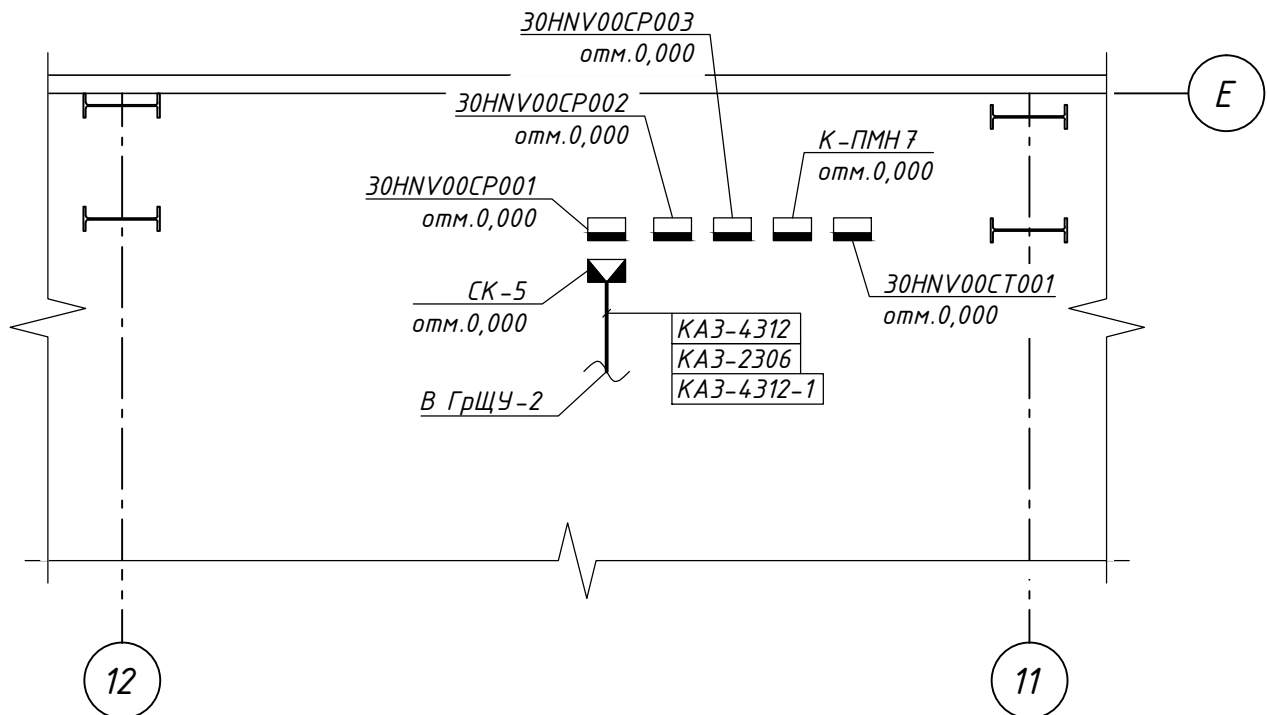 30HNV00CP003
отм.0,000
30HNV00CP002
отм.0,000
К-ПМН 7
отм.0,000
30HNV00CP001
отм.0,000
СК-5
отм.0,000
30HNV00CT001
отм.0,000
КАЗ-4312
КАЗ-2306
КАЗ-4312-1
В ГрЩУ-2
Е
12
11